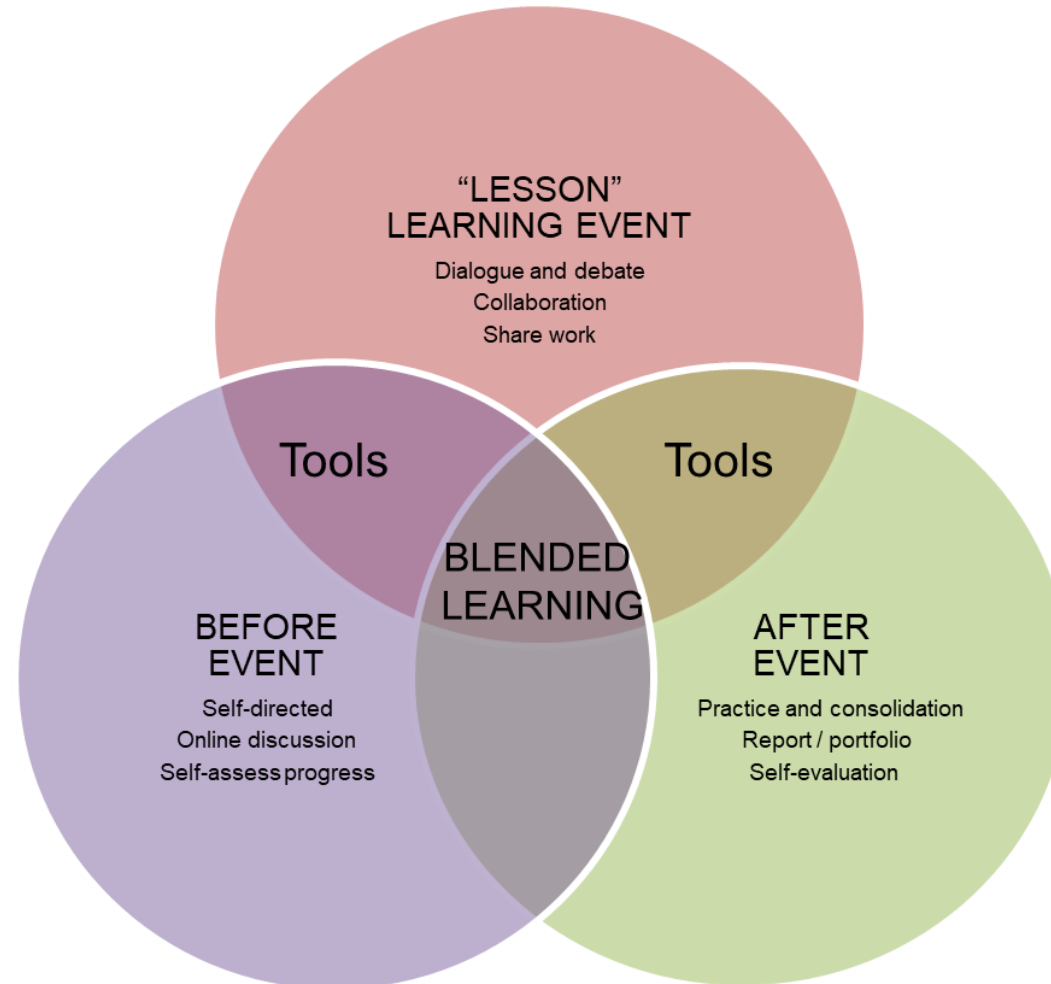 “LESSON”
LEARNING EVENT
Dialogue and debate
Collaboration
Share work
Tools
Tools
BLENDED
LEARNING
BEFORE
EVENT
Self-directed
Online discussion
Self-assess progress
AFTER
EVENT
Practice and consolidation
Report / portfolio
Self-evaluation